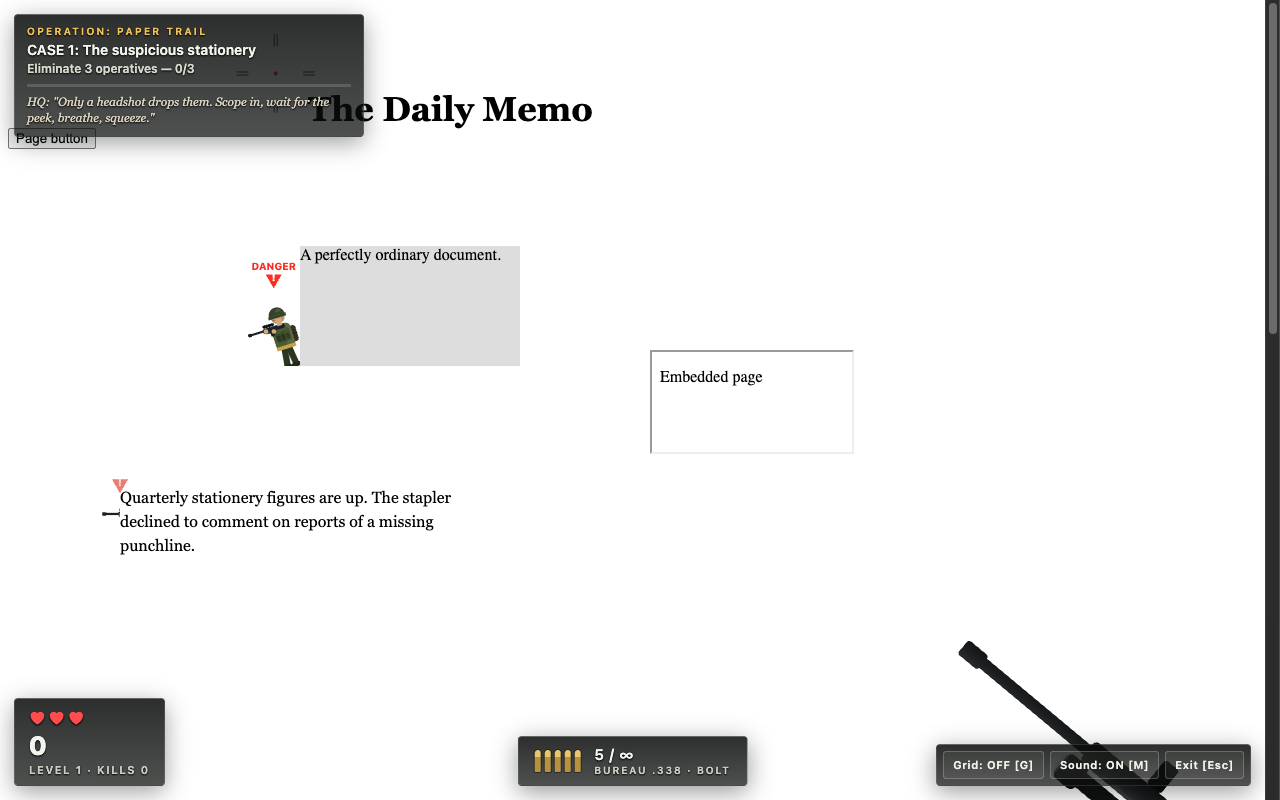 OPERATION: PAPER TRAIL
CASE 1: The suspicious stationery
Eliminate 3 operatives — 0/3
HQ: "Only a headshot drops them. Scope in, wait for the
peek, breathe, squeeze."
The Daily Memo
Page button
A perfectly ordinary document.
DANGER
!
Embedded page
!
Quarterly stationery figures are up. The stapler
declined to comment on reports of a missing
punchline.
0
LEVEL 1 · KILLS 0
5 / ∞
BUREAU .338 · BOLT
Grid: OFF [G]
Sound: ON [M]
Exit [Esc]